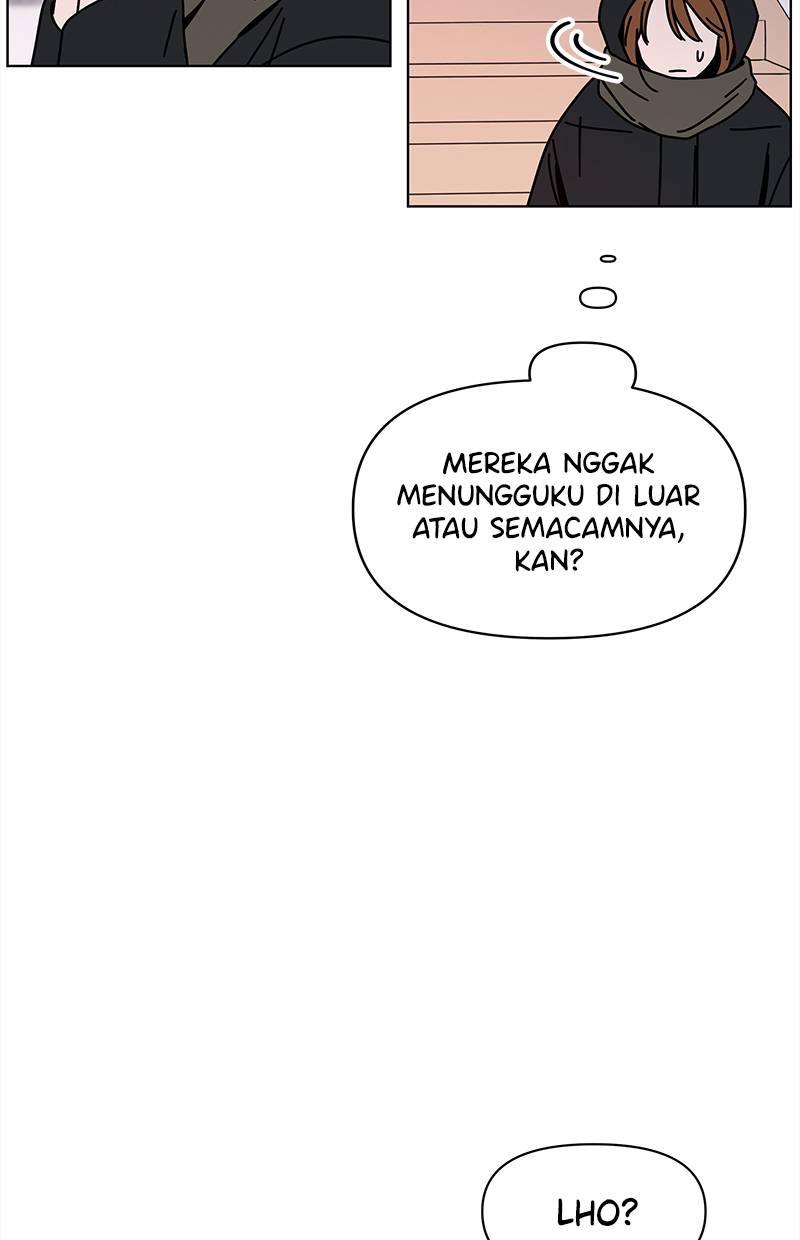 MEREKA NGGAK
MENUNGGUKU DI LUAR
ATAU SEMACAMNYA,
KAN?
LHO?